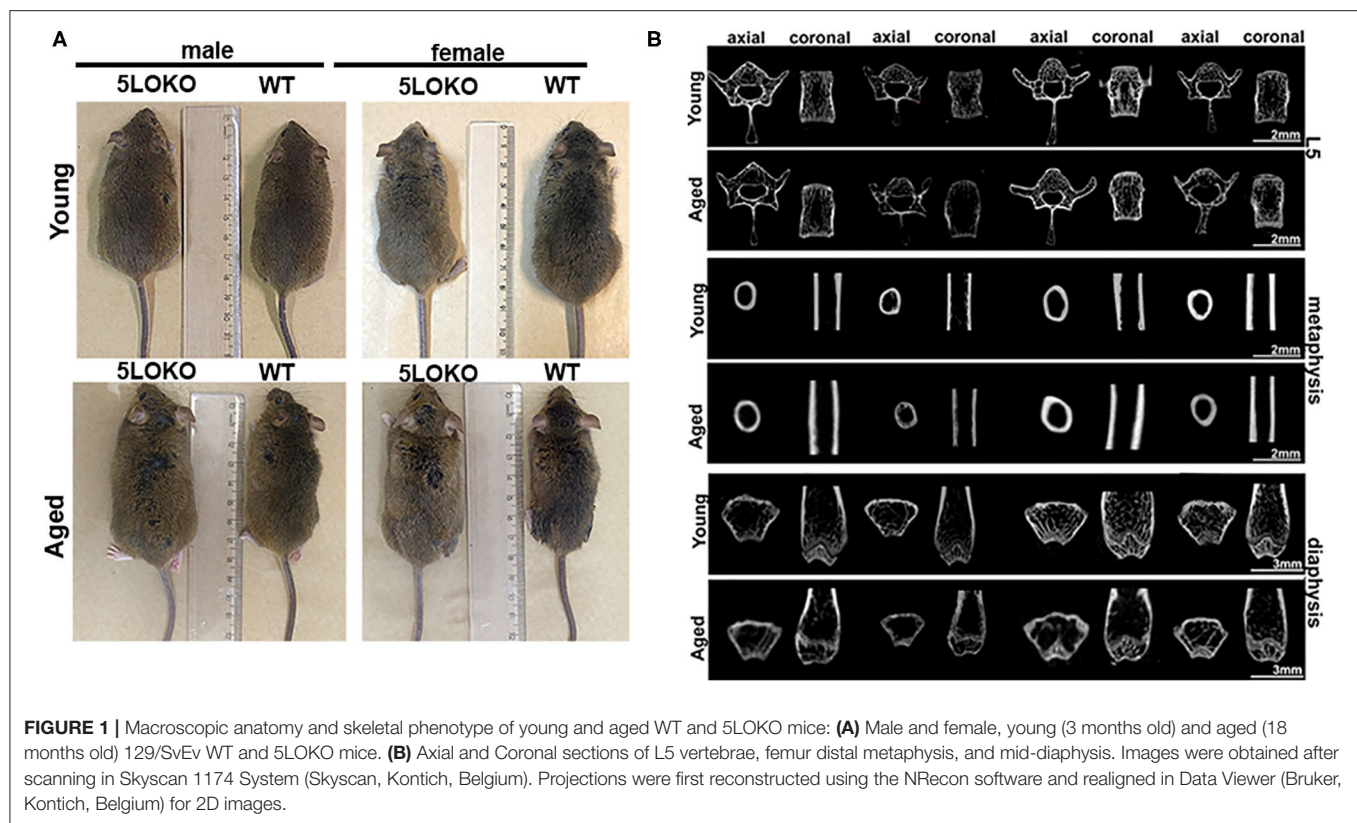 A
male female
5LOKO WT 5LOKO WT
Young
5LOKO WT 5LOKO WT
Aged
B
axial coronal axial coronal axial coronal axial coronal
Young
2mm
L5
Aged
2mm
Young
2mm
metaphysis
Aged
2mm
Young
3mm
diaphysis
Aged
3mm
FIGURE 1 | Macroscopic anatomy and skeletal phenotype of young and aged WT and 5LOKO mice: (A) Male and female, young (3 months old) and aged (18
months old) 129/SvEv WT and 5LOKO mice. (B) Axial and Coronal sections of L5 vertebrae, femur distal metaphysis, and mid-diaphysis. Images were obtained after
scanning in Skyscan 1174 System (Skyscan, Kontich, Belgium). Projections were first reconstructed using the NRecon software and realigned in Data Viewer (Bruker,
Kontich, Belgium) for 2D images.